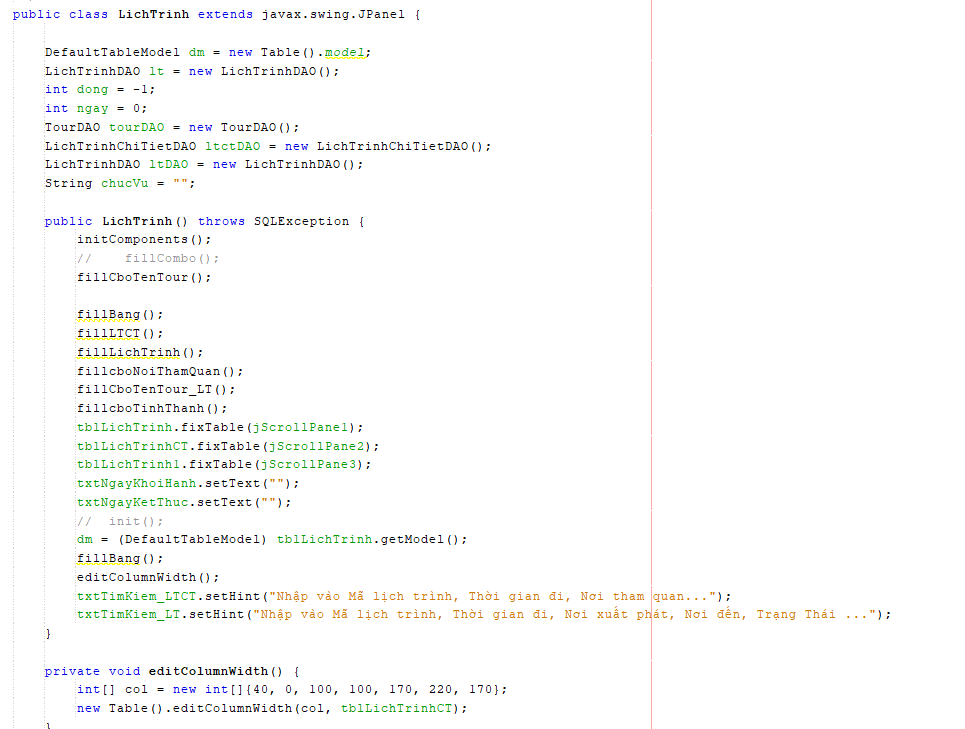 public class LichTrinh extends javax.swing.JPanel {
DefaultTableModel dm = new Table().model;
LichTrinhDAO lt = new LichTrinhDAO();
int dong = -1;
int ngay = 0;
TourDAO tourDAO = new TourDAO();
LichTrinhChiTietDAO ltctDAO = new LichTrinhChiTietDAO();
LichTrinhDAO ltDAO = new LichTrinhDAO();
String chucVu = "";
public LichTrinh() throws SQLException {
initComponents();
//    fillCombo();
fillCboTenTour();
fillBang();
fillLTCT();
fillLichTrinh();
fillcboNoiThamQuan();
fillCboTenTour_LT();
fillcboTinhThanh();
tblLichTrinh.fixTable(jScrollPane1);
tblLichTrinhCT.fixTable(jScrollPane2);
tblLichTrinh1.fixTable(jScrollPane3);
txtNgayKhoiHanh.setText("");
txtNgayKetThuc.setText("");
//  init();
dm = (DefaultTableModel) tblLichTrinh.getModel();
fillBang();
editColumnWidth();
txtTimKiem_LTCT.setHint("Nhập vào Mã lịch trình, Thời gian đi, Nơi tham quan...");
txtTimKiem_LT.setHint("Nhập vào Mã lịch trình, Thời gian đi, Nơi xuất phát, Nơi đến, Trạng Thái ...");
}
private void editColumnWidth() {
int[] col = new int[]{40, 0, 100, 100, 170, 220, 170};
new Table().editColumnWidth(col, tblLichTrinhCT);
}